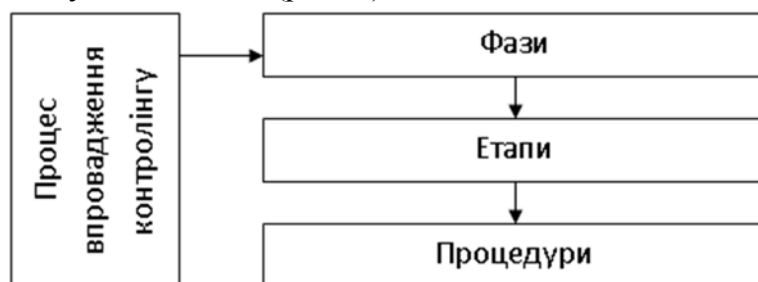 Процес
впровадження
контролінгу
Фази
Етапи
Процедури